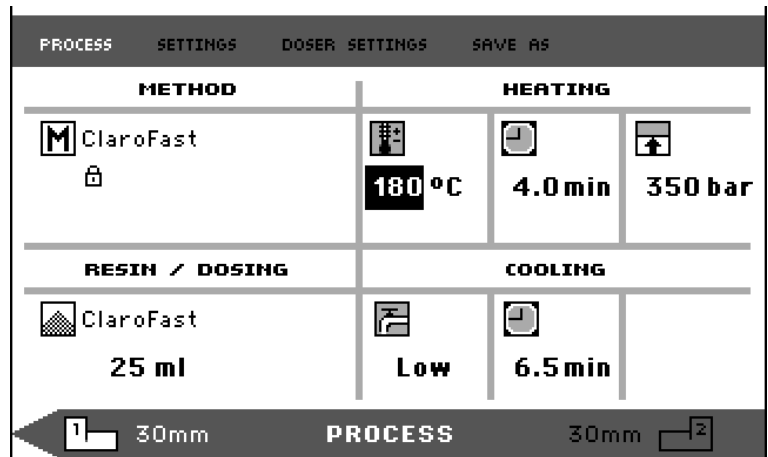 PROCESS SETTINGS DOSER SETTINGS SAVE AS
METHOD HEATING
M ClaroFast
180 ºC 4.0 min 350 bar
RESIN / DOSING COOLING
ClaroFast
25 ml Low 6.5 min
1 30mm PROCESS 30mm 2